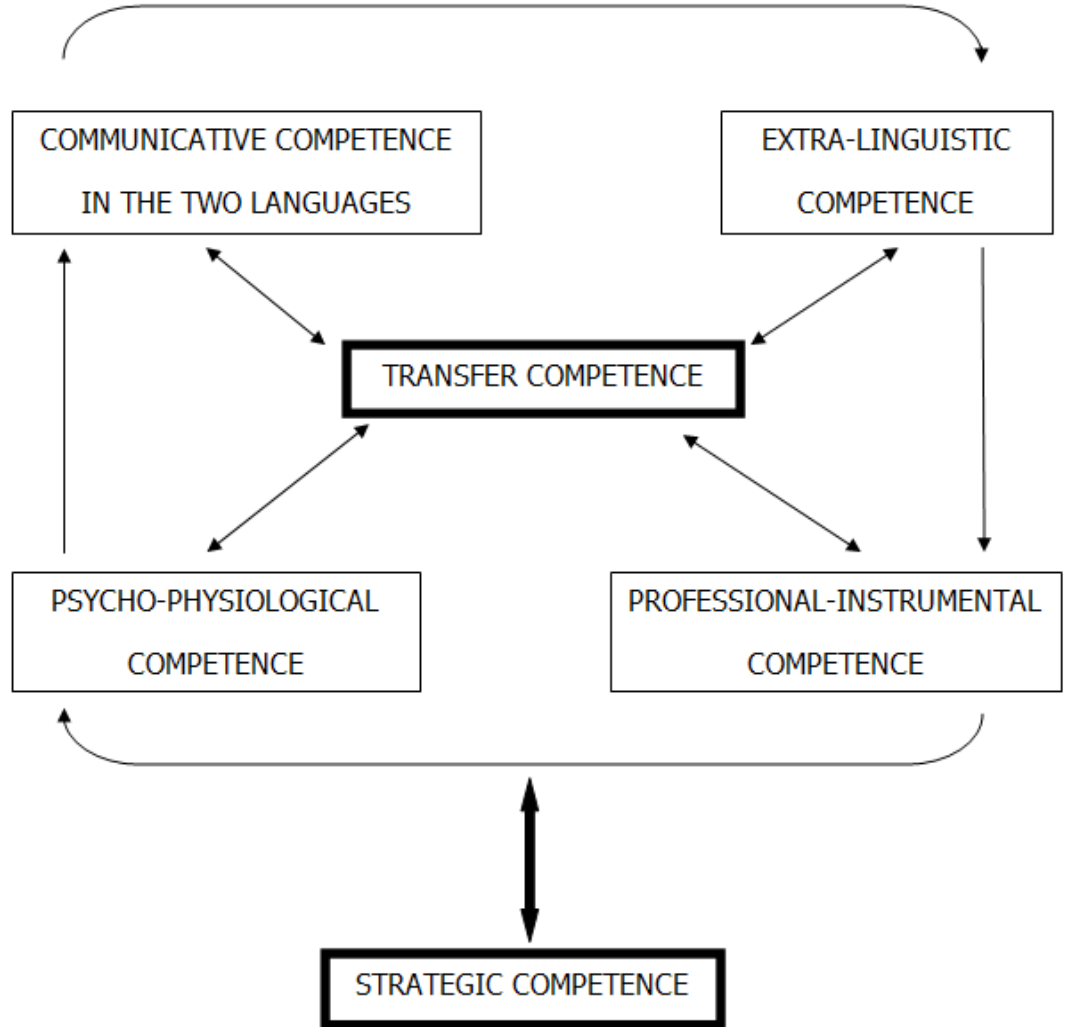 COMMUNICATIVE COMPETENCE
IN THE TWO LANGUAGES
EXTRA-LINGUISTIC
COMPETENCE
TRANSFER COMPETENCE
PSYCHO-PHYSIOLOGICAL
COMPETENCE
PROFESSIONAL-INSTRUMENTAL
COMPETENCE
STRATEGIC COMPETENCE